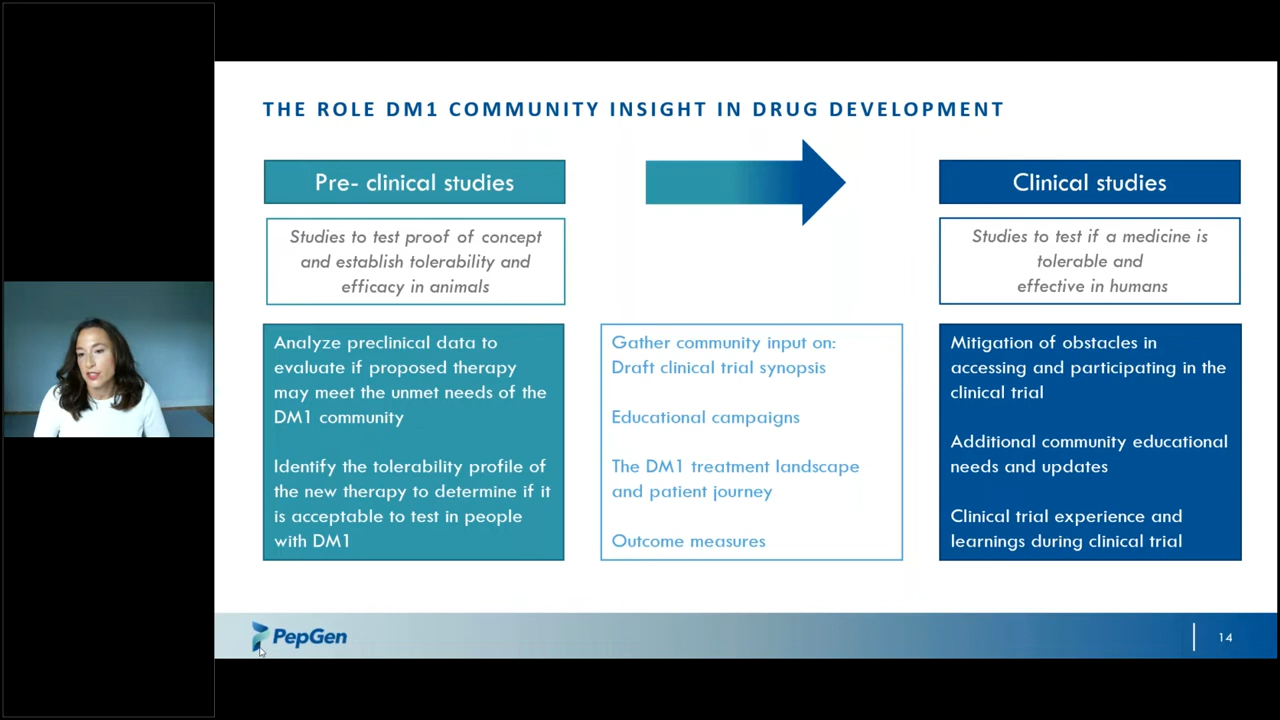 THE ROLE DM1 COMMUNITY INSIGHT IN DRUG DEVELOPMENT
Pre- clinical studies
Studies to test proof of concept
and establish tolerability and
efficacy in animals
Analyze preclinical data to
evaluate if proposed therapy
may meet the unmet needs of the
DM1 community
Identify the tolerability profile of
the new therapy to determine if it
is acceptable to test in people
with DM1
Gather community input on:
Draft clinical trial synopsis
Educational campaigns
The DM1 treatment landscape
and patient journey
Outcome measures
Clinical studies
Studies to test if a medicine is
tolerable and
effective in humans
Mitigation of obstacles in
accessing and participating in the
clinical trial
Additional community educational
needs and updates
Clinical trial experience and
learnings during clinical trial
PepGen
14